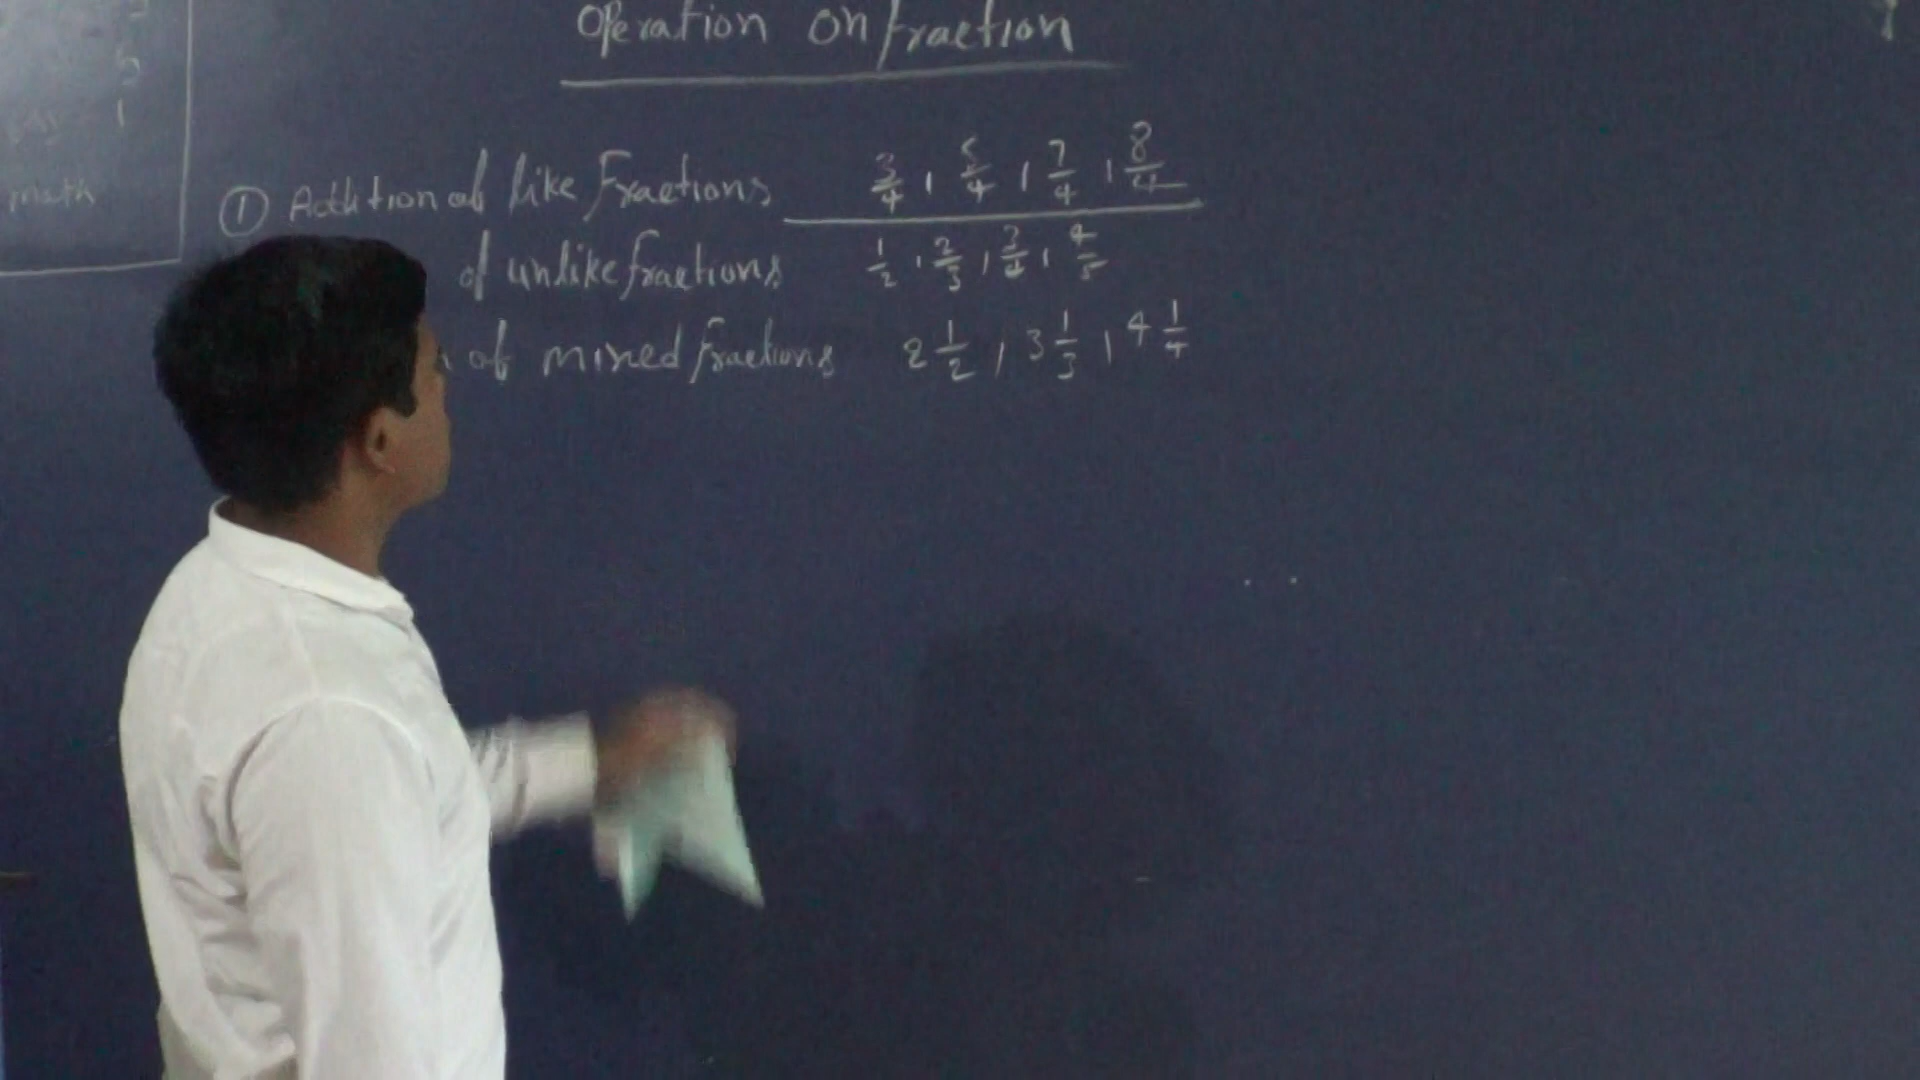 Operation on fraction
① Addition of like Fractions 3/4, 5/4, 7/4, 8/4
of unlike fractions 1/2, 2/3, 3/4, 4/5
of mixed fractions 2 1/2, 3 1/3, 4 1/4
math